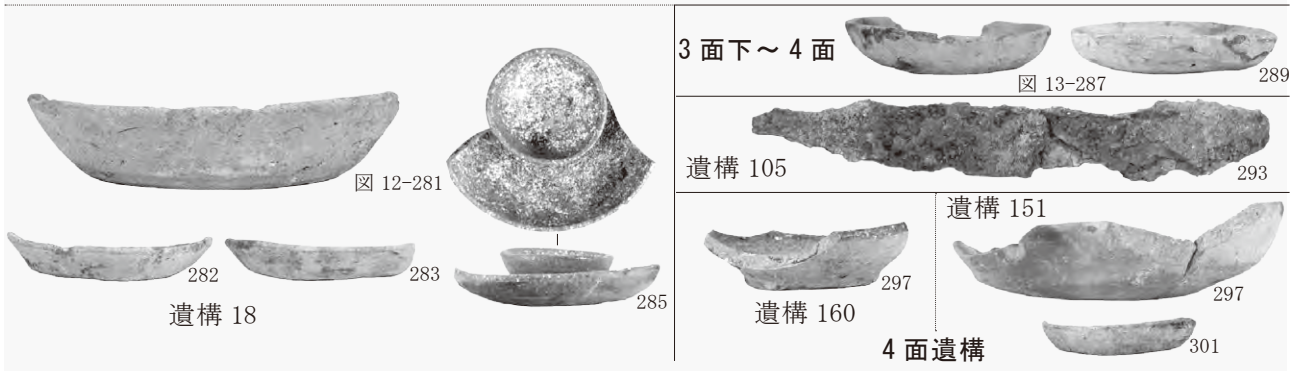 図 12-281
282
283
285
遺構 18
3 面下～ 4 面
図 13-287
289
遺構 105
293
遺構 160
297
遺構 151
297
301
4 面遺構